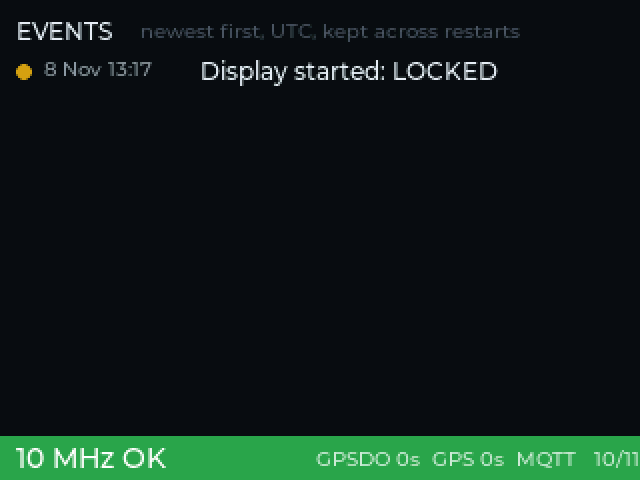 EVENTS newest first, UTC, kept across restarts
8 Nov 13:17 Display started: LOCKED
10 MHz OK GPSDO 0s GPS 0s MQTT 10/11